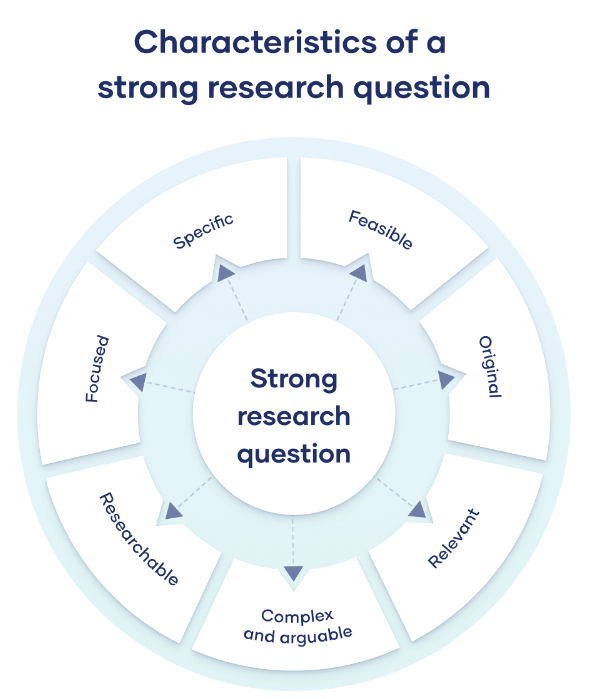 Characteristics of a
strong research question
Specific
Feasible
Focused
Original
Strong
research
question
Researchable
Relevant
Complex
and arguable